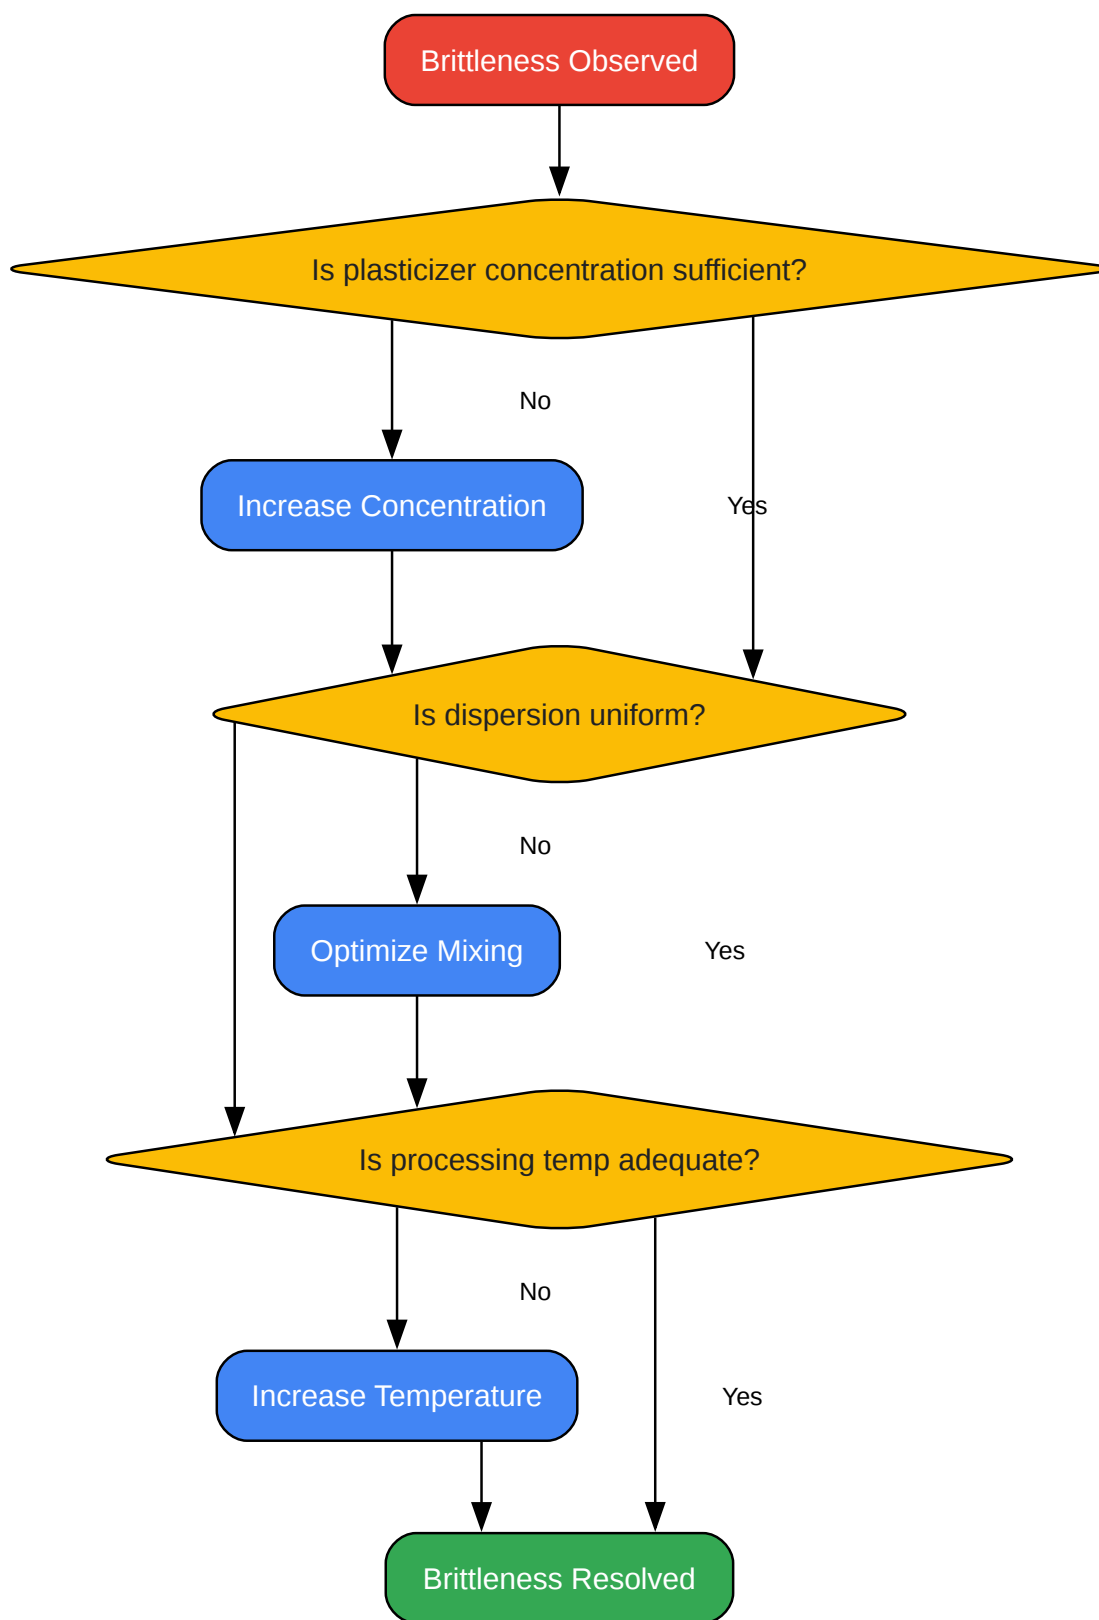 Brittleness Observed
Is plasticizer concentration sufficient?
No
Increase Concentration
Yes
Is dispersion uniform?
No
Optimize Mixing
Yes
Is processing temp adequate?
No
Increase Temperature
Yes
Brittleness Resolved